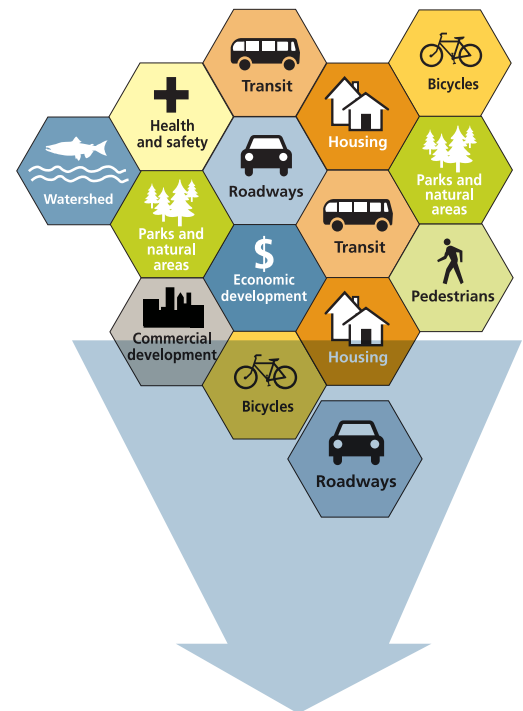 Transit
Bicycles
Health
and safety
Housing
Watershed
Roadways
Parks and
natural
areas
Parks and
natural
areas
Transit
$
Economic
development
Pedestrians
Commercial
development
Housing
Bicycles
Roadways